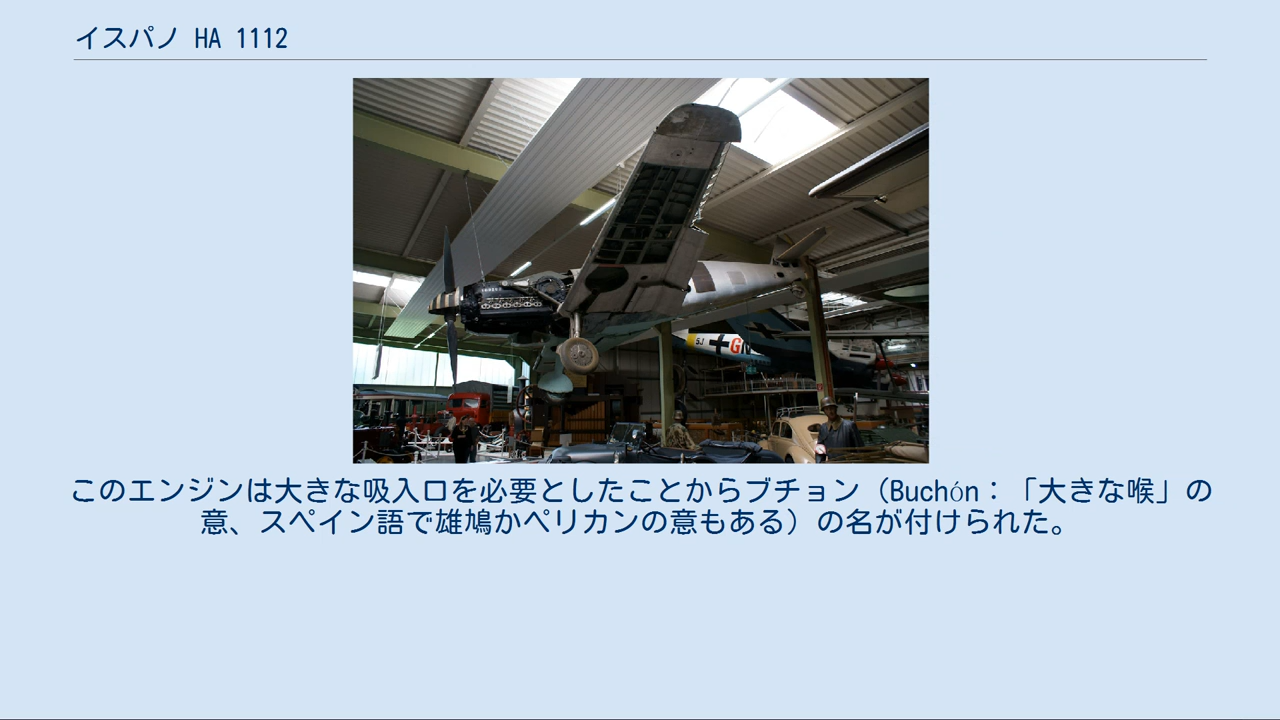 イスパノ HA 1112
SJ
G
このエンジンは大きな吸入口を必要としたことからブチョン（Buchón：「大きな喉」の
意、スペイン語で雄鳩かペリカンの意もある）の名が付けられた。